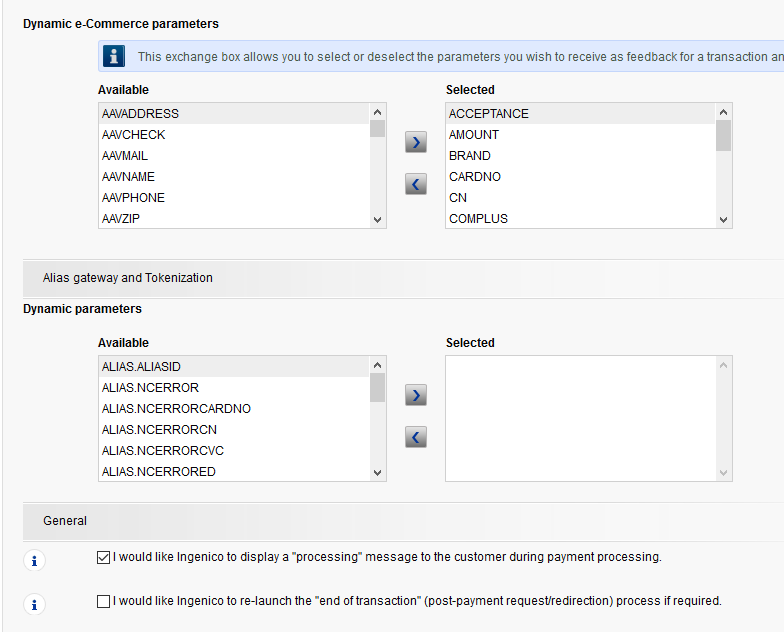 Dynamic e-Commerce parameters
This exchange box allows you to select or deselect the parameters you wish to receive as feedback for a transaction an
Available
Selected
AAVADDRESS
ACCEPTANCE
AAVCHECK
AMOUNT
AAVMAIL
BRAND
AAVNAME
CARDNO
AAVPHONE
CN
AAVZIP
COMPLUS
Alias gateway and Tokenization
Dynamic parameters
Available
Selected
ALIAS.ALIASID
ALIAS.NCERROR
ALIAS.NCERRORCARDNO
ALIAS.NCERRORCN
ALIAS.NCERRORCVC
ALIAS.NCERRORED
General
I would like Ingenico to display a "processing" message to the customer during payment processing.
I would like Ingenico to re-launch the "end of transaction" (post-payment request/redirection) process if required.